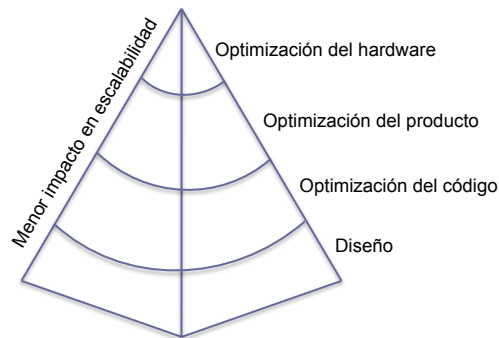 Menor impacto en escalabilidad
Optimización del hardware
Optimización del producto
Optimización del código
Diseño